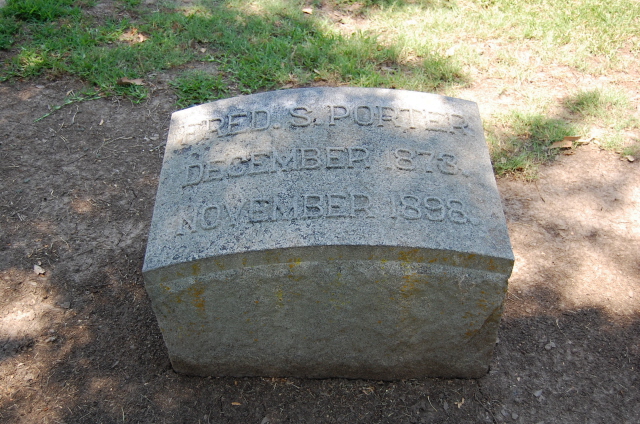 FRED. S. PORTER
DECEMBER 1873.
NOVEMBER 1898.